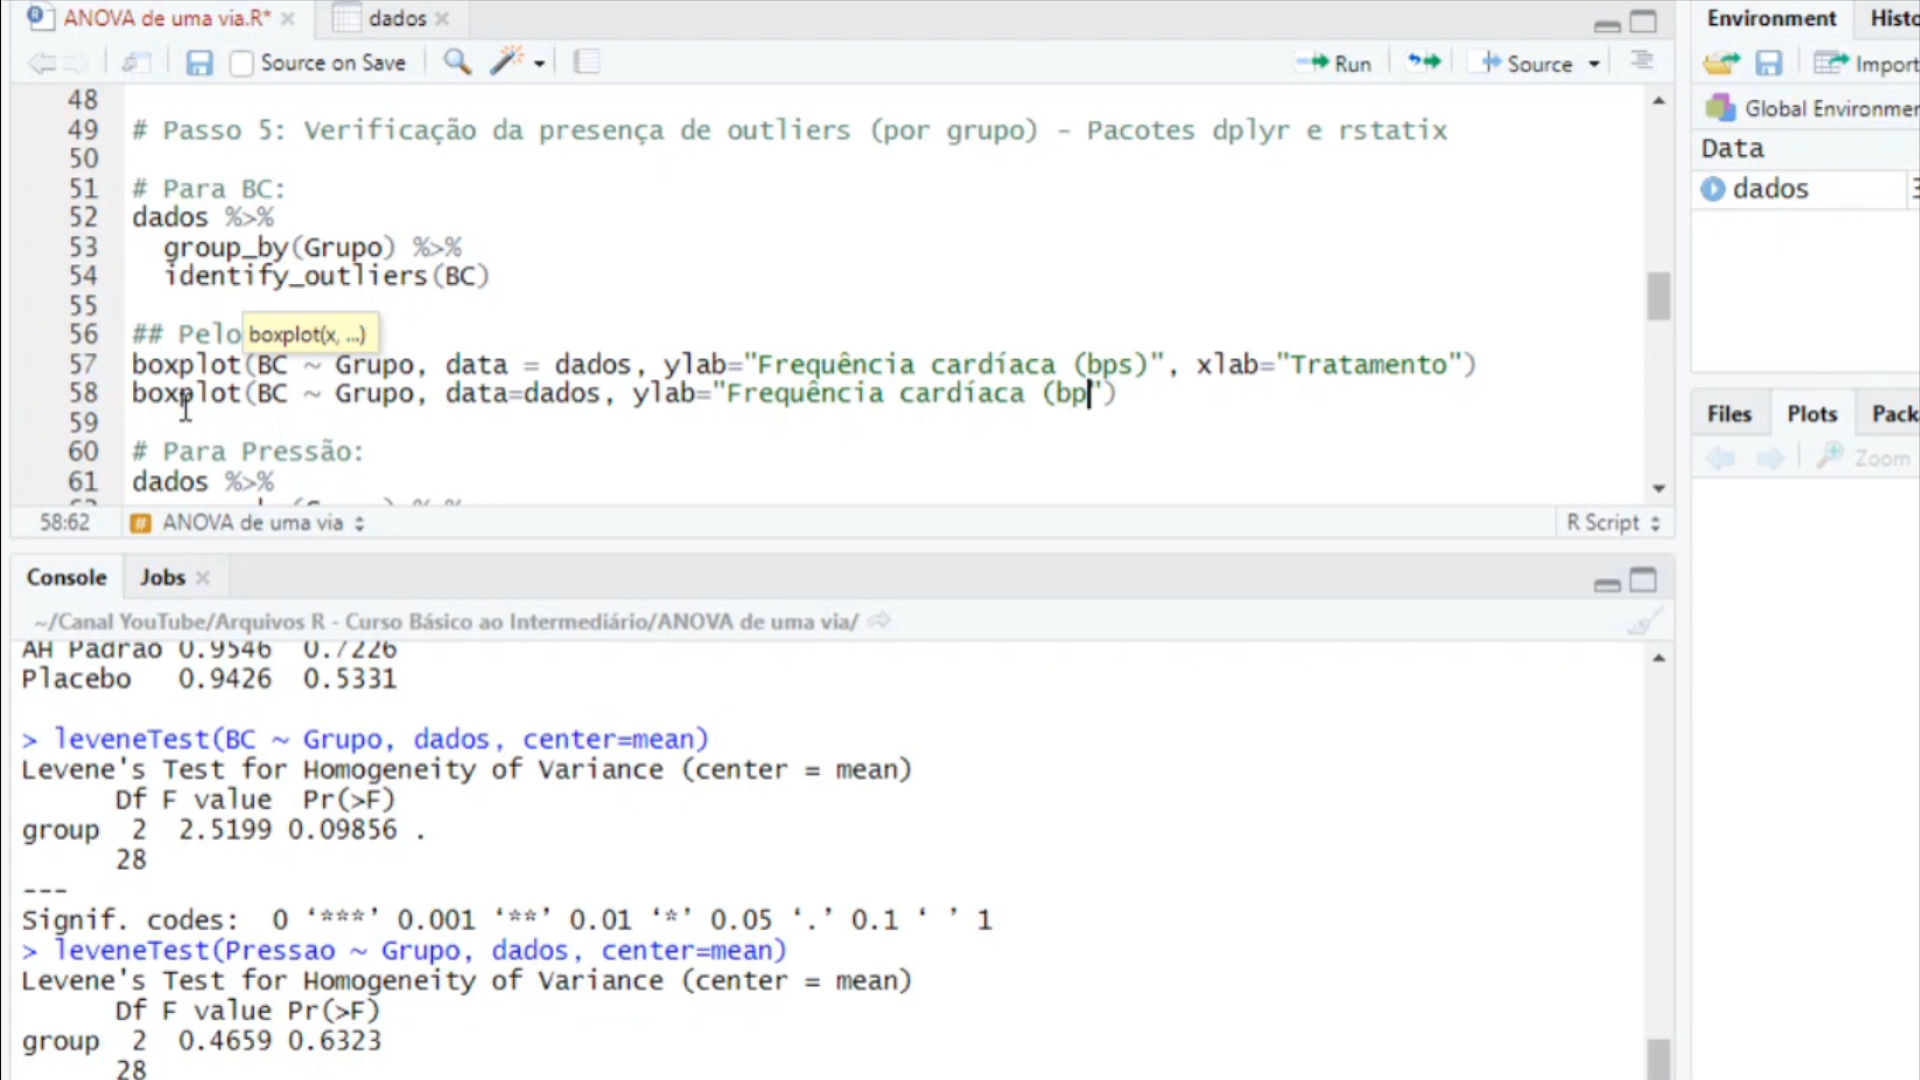 ANOVA de uma via.R* dados
Source on Save Run Source
48
49 # Passo 5: Verificação da presença de outliers (por grupo) - Pacotes dplyr e rstatix
50
51 # Para BC:
52 dados %>%
53 group_by(Grupo) %>%
54 identify_outliers(BC)
55
56 ## Pelo
boxplot(x, ...)
57 boxplot(BC ~ Grupo, data = dados, ylab="Frequência cardíaca (bps)", xlab="Tratamento")
58 boxplot(BC ~ Grupo, data=dados, ylab="Frequência cardíaca (bp")
59
60 # Para Pressão:
61 dados %>%
58:62 ANOVA de uma via R Script
Console Jobs
~/Canal YouTube/Arquivos R - Curso Básico ao Intermediário/ANOVA de uma via/
AH Padrão 0.9546 0.7226
Placebo 0.9426 0.5331
> leveneTest(BC ~ Grupo, dados, center=mean)
Levene's Test for Homogeneity of Variance (center = mean)
Df F value Pr(>F)
group 2 2.5199 0.09856 .
28
---
Signif. codes: 0 ‘***’ 0.001 ‘**’ 0.01 ‘*’ 0.05 ‘.’ 0.1 ‘ ’ 1
> leveneTest(Pressao ~ Grupo, dados, center=mean)
Levene's Test for Homogeneity of Variance (center = mean)
Df F value Pr(>F)
group 2 0.4659 0.6323
28
Environment Histo
Import
Global Environmen
Data
dados
Files Plots Pack
Zoom